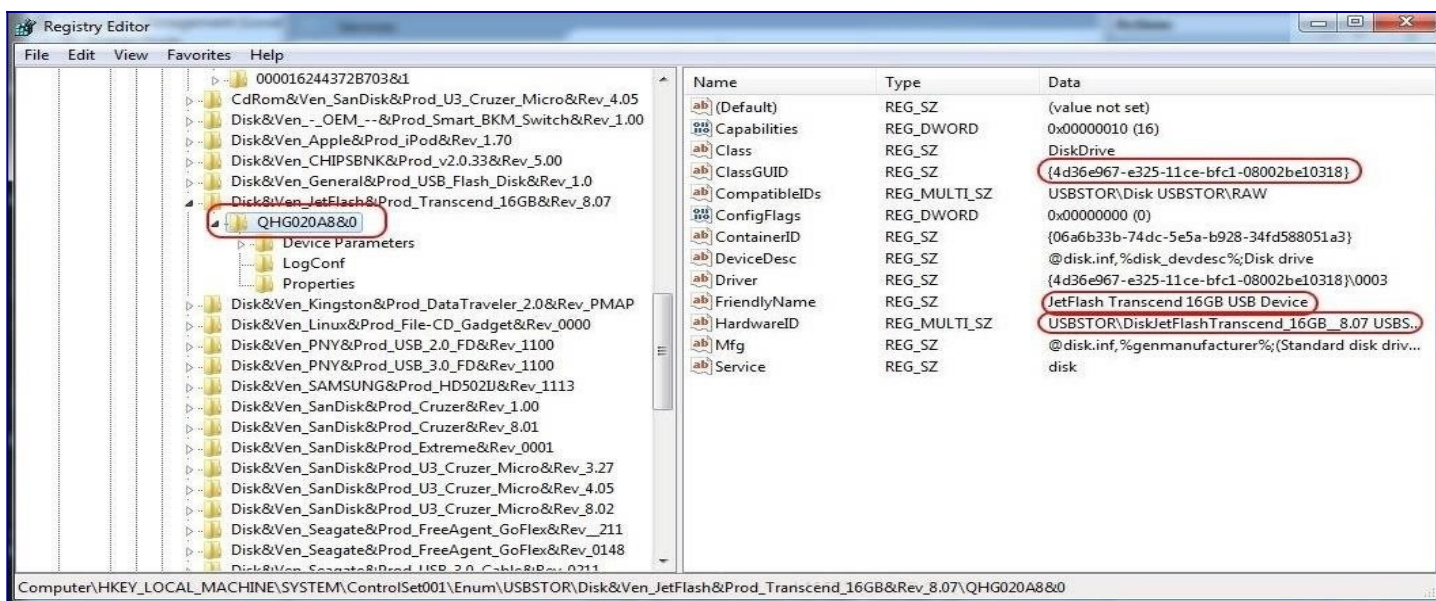 Registry Editor
File Edit View Favorites Help
000016244372B703&1
CdRom&Ven_SanDisk&Prod_U3_Cruzer_Micro&Rev_4.05
Disk&Ven_-_OEM_--&Prod_Smart_BKM_Switch&Rev_1.00
Disk&Ven_Apple&Prod_iPod&Rev_1.70
Disk&Ven_CHIPSBNK&Prod_v2.0.33&Rev_5.00
Disk&Ven_General&Prod_USB_Flash_Disk&Rev_1.0
Disk&Ven_JetFlash&Prod_Transcend_16GB&Rev_8.07
QHG020A8&0
Device Parameters
LogConf
Properties
Disk&Ven_Kingston&Prod_DataTraveler_2.0&Rev_PMAP
Disk&Ven_Linux&Prod_File-CD_Gadget&Rev_0000
Disk&Ven_PNY&Prod_USB_2.0_FD&Rev_1100
Disk&Ven_PNY&Prod_USB_3.0_FD&Rev_1100
Disk&Ven_SAMSUNG&Prod_HD502IJ&Rev_1113
Disk&Ven_SanDisk&Prod_Cruzer&Rev_1.00
Disk&Ven_SanDisk&Prod_Cruzer&Rev_8.01
Disk&Ven_SanDisk&Prod_Extreme&Rev_0001
Disk&Ven_SanDisk&Prod_U3_Cruzer_Micro&Rev_3.27
Disk&Ven_SanDisk&Prod_U3_Cruzer_Micro&Rev_4.05
Disk&Ven_SanDisk&Prod_U3_Cruzer_Micro&Rev_8.02
Disk&Ven_Seagate&Prod_FreeAgent_GoFlex&Rev__211
Disk&Ven_Seagate&Prod_FreeAgent_GoFlex&Rev_0148
Disk&Ven_Seagate&Prod_USB_3.0_Cable&Rev_0211
Name Type Data
(Default) REG_SZ (value not set)
Capabilities REG_DWORD 0x00000010 (16)
Class REG_SZ DiskDrive
ClassGUID REG_SZ {4d36e967-e325-11ce-bfc1-08002be10318}
CompatibleIDs REG_MULTI_SZ USBSTOR\Disk USBSTOR\RAW
ConfigFlags REG_DWORD 0x00000000 (0)
ContainerID REG_SZ {06a6b33b-74dc-5e5a-b928-34fd588051a3}
DeviceDesc REG_SZ @disk.inf,%disk_devdesc%;Disk drive
Driver REG_SZ {4d36e967-e325-11ce-bfc1-08002be10318}\0003
FriendlyName REG_SZ JetFlash Transcend 16GB USB Device
HardwareID REG_MULTI_SZ USBSTOR\DiskJetFlashTranscend_16GB__8.07 USBS...
Mfg REG_SZ @disk.inf,%genmanufacturer%;(Standard disk driv...
Service REG_SZ disk
Computer\HKEY_LOCAL_MACHINE\SYSTEM\ControlSet001\Enum\USBSTOR\Disk&Ven_JetFlash&Prod_Transcend_16GB&Rev_8.07\QHG020A8&0